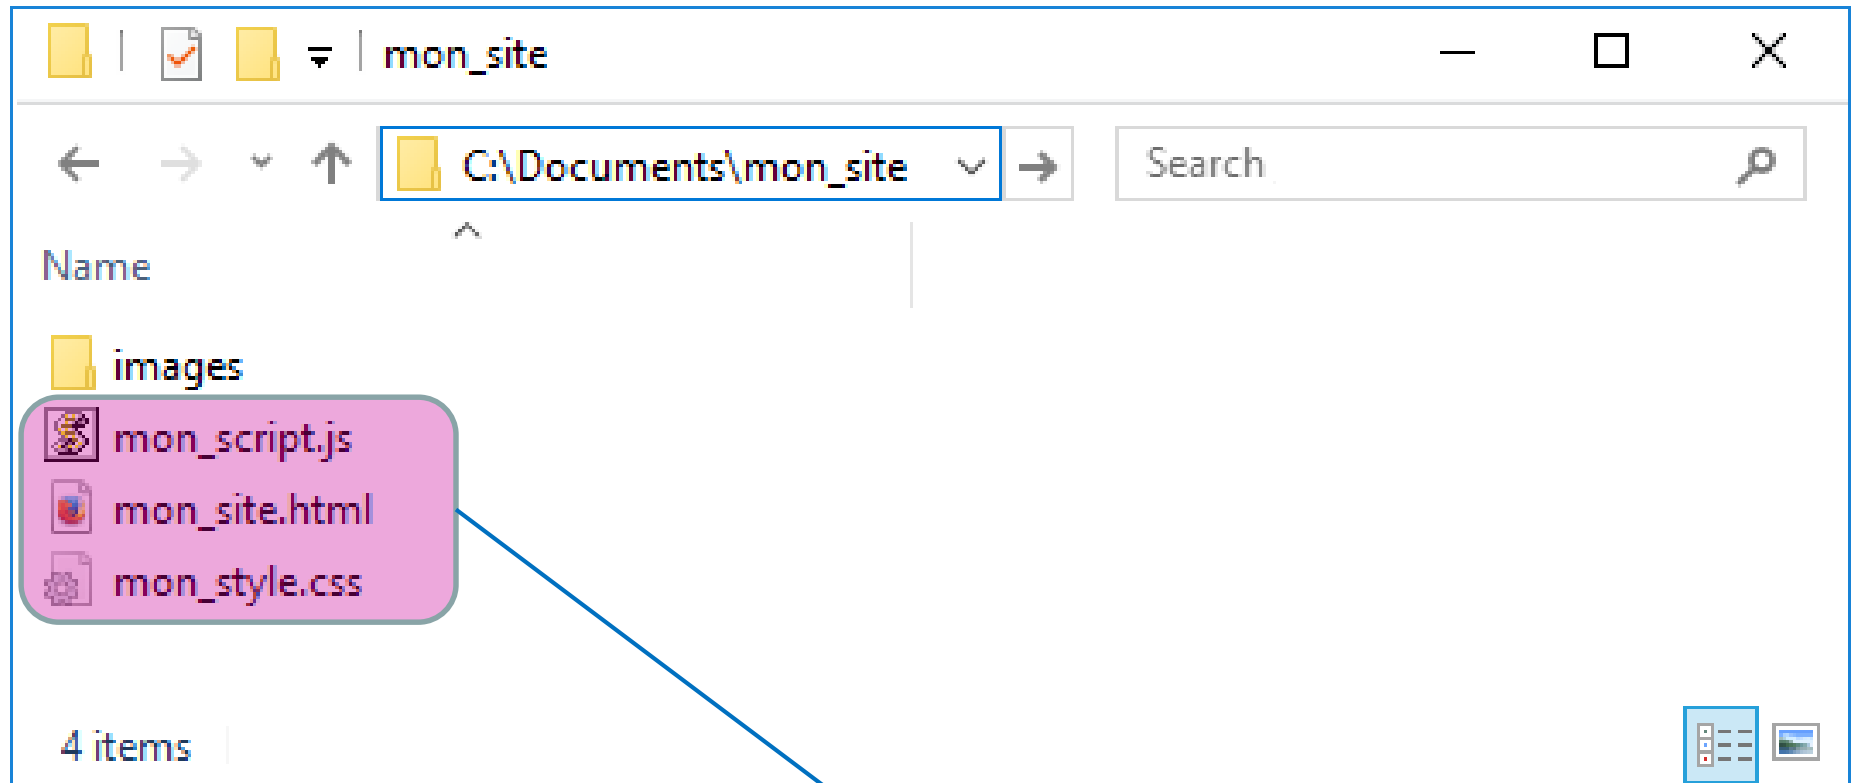 mon_site
C:\Documents\mon_site
Search
Name
images
mon_script.js
mon_site.html
mon_style.css
4 items